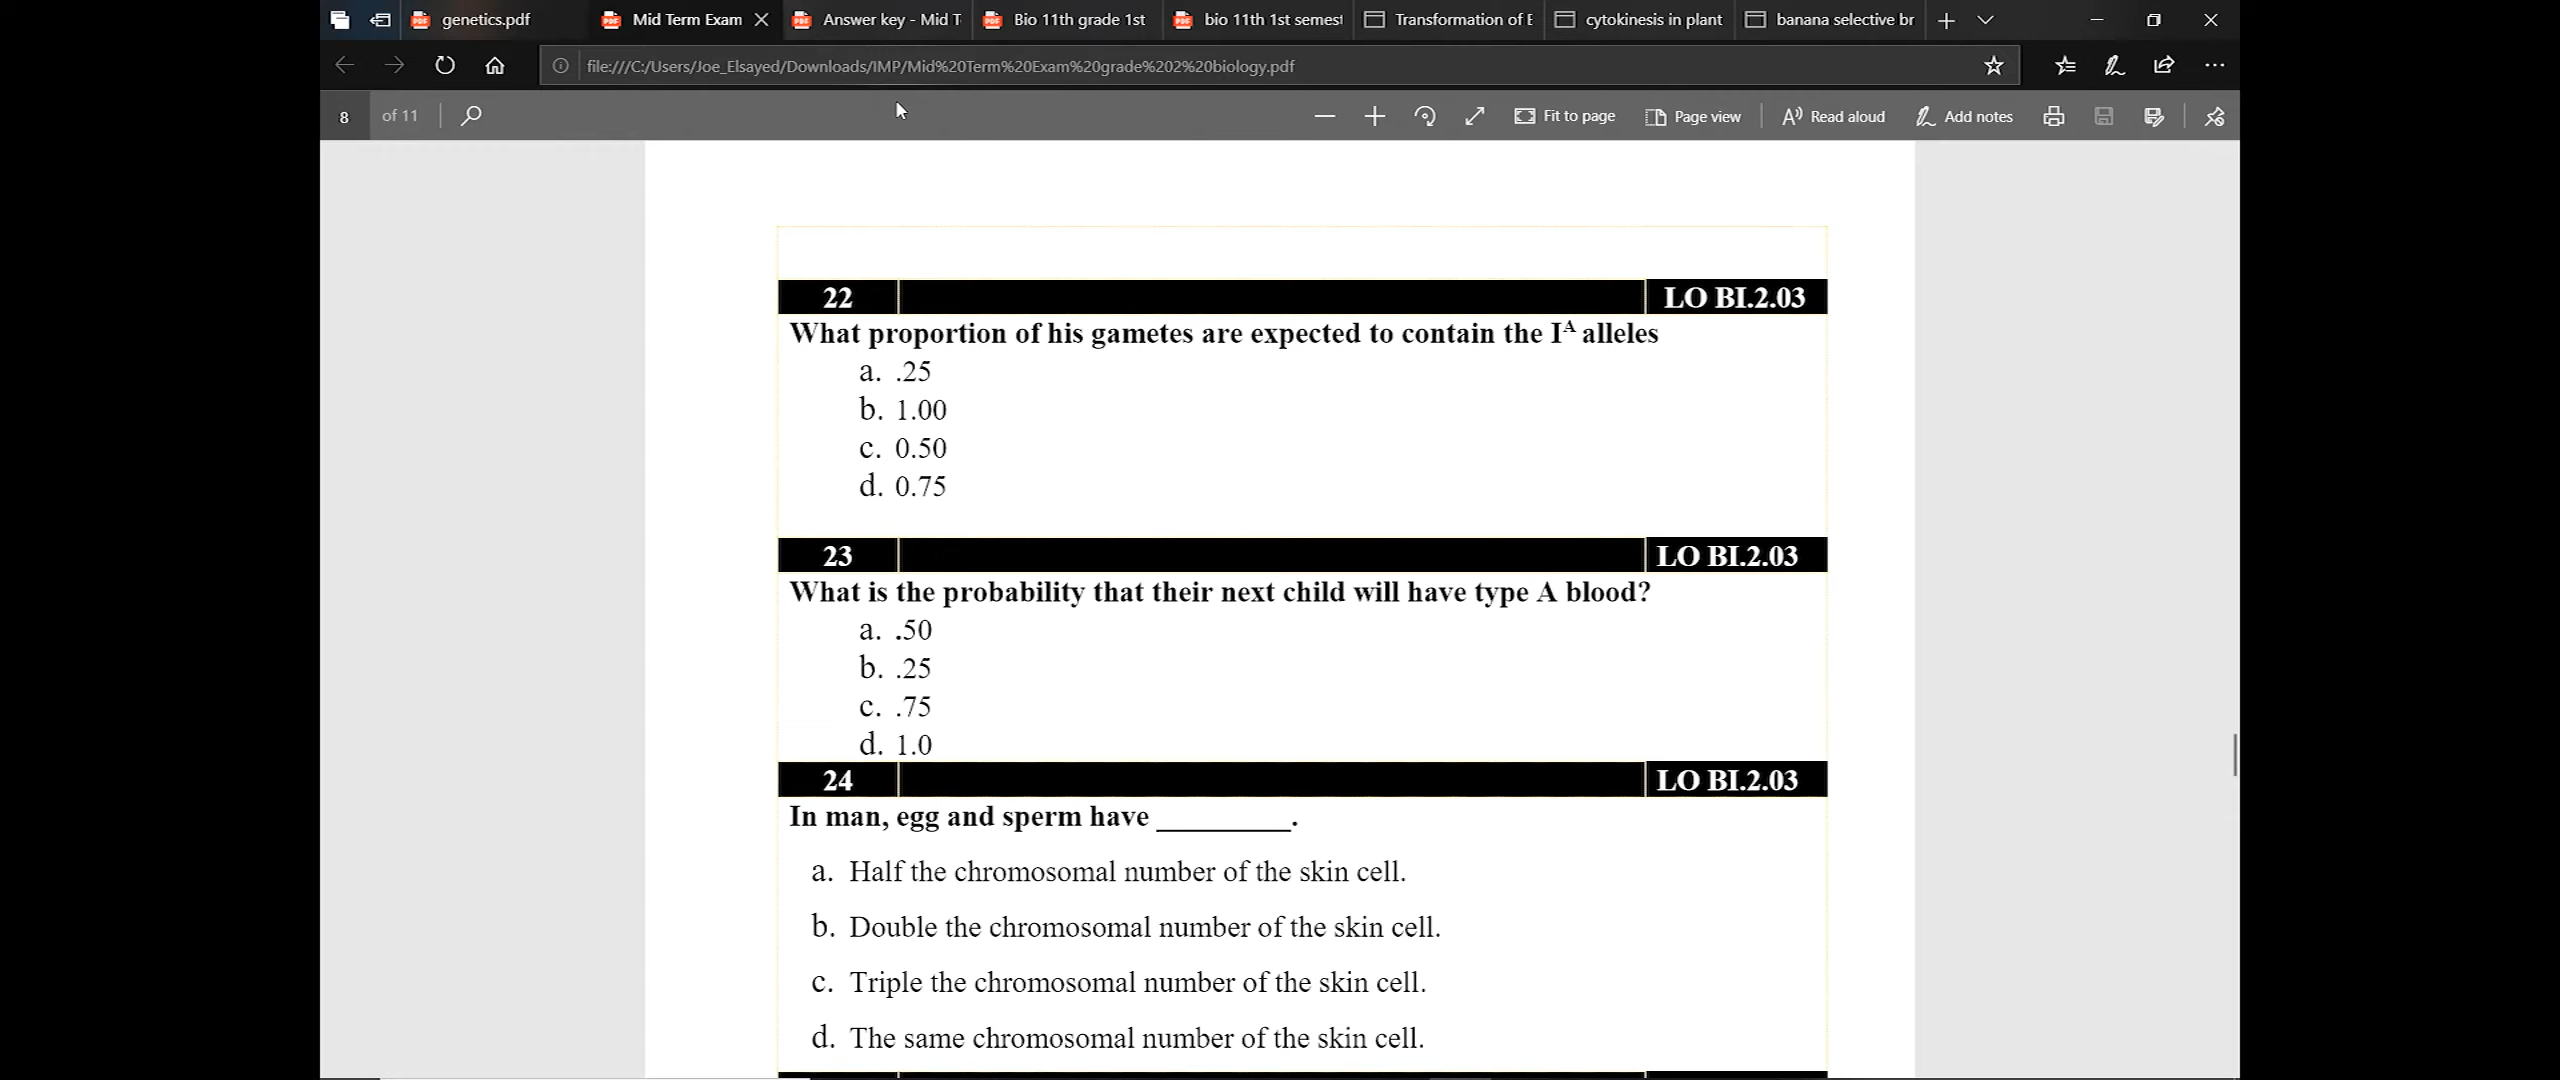 genetics.pdf
Mid Term Exam
Answer key - Mid T
Bio 11th grade 1st
bio 11th 1st semest
Transformation of E
cytokinesis in plant
banana selective br
file:///C:/Users/Joe_Elsayed/Downloads/IMP/Mid%20Term%20Exam%20grade%202%20biology.pdf
8 of 11
Fit to page
Page view
Read aloud
Add notes
22 LO BI.2.03
What proportion of his gametes are expected to contain the Iᴬ alleles
a. .25
b. 1.00
c. 0.50
d. 0.75
23 LO BI.2.03
What is the probability that their next child will have type A blood?
a. .50
b. .25
c. .75
d. 1.0
24 LO BI.2.03
In man, egg and sperm have _________.
a. Half the chromosomal number of the skin cell.
b. Double the chromosomal number of the skin cell.
c. Triple the chromosomal number of the skin cell.
d. The same chromosomal number of the skin cell.